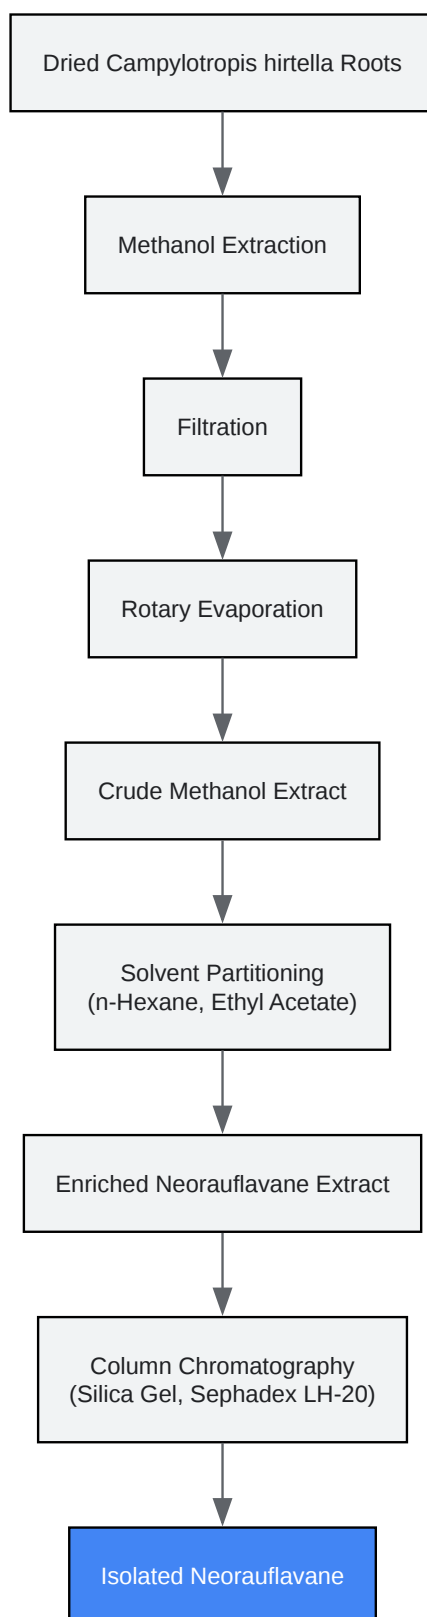 Dried Campylotropis hirtella Roots
Methanol Extraction
Filtration
Rotary Evaporation
Crude Methanol Extract
Solvent Partitioning
(n-Hexane, Ethyl Acetate)
Enriched Neorauflavane Extract
Column Chromatography
(Silica Gel, Sephadex LH-20)
Isolated Neorauflavane